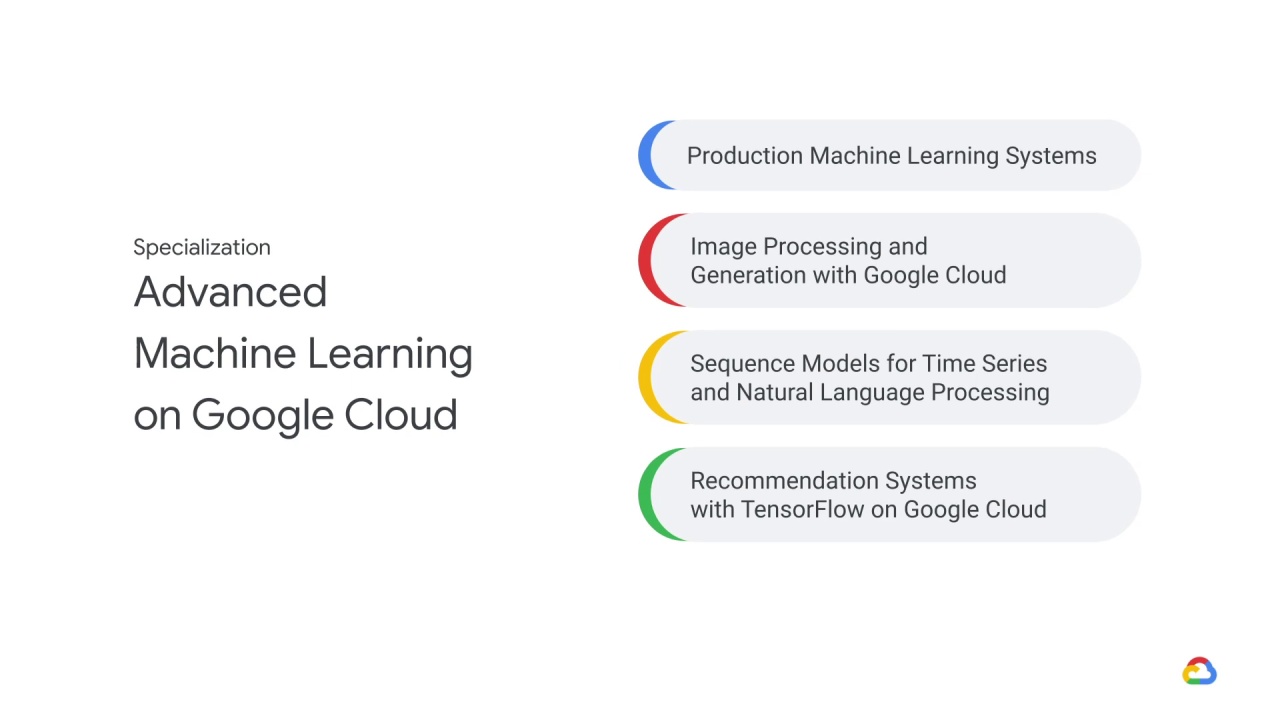 Specialization
Advanced
Machine Learning
on Google Cloud
Production Machine Learning Systems
Image Processing and
Generation with Google Cloud
Sequence Models for Time Series
and Natural Language Processing
Recommendation Systems
with TensorFlow on Google Cloud